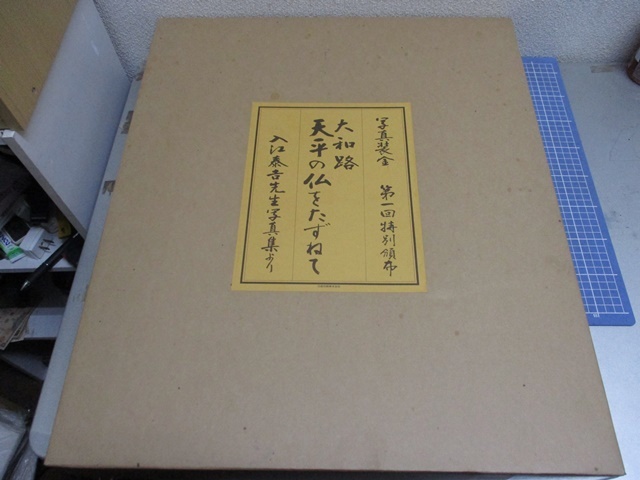 写真装金 第一回特別頒布
大和路
天平の仏をたずねて
入江泰吉先生写真集より